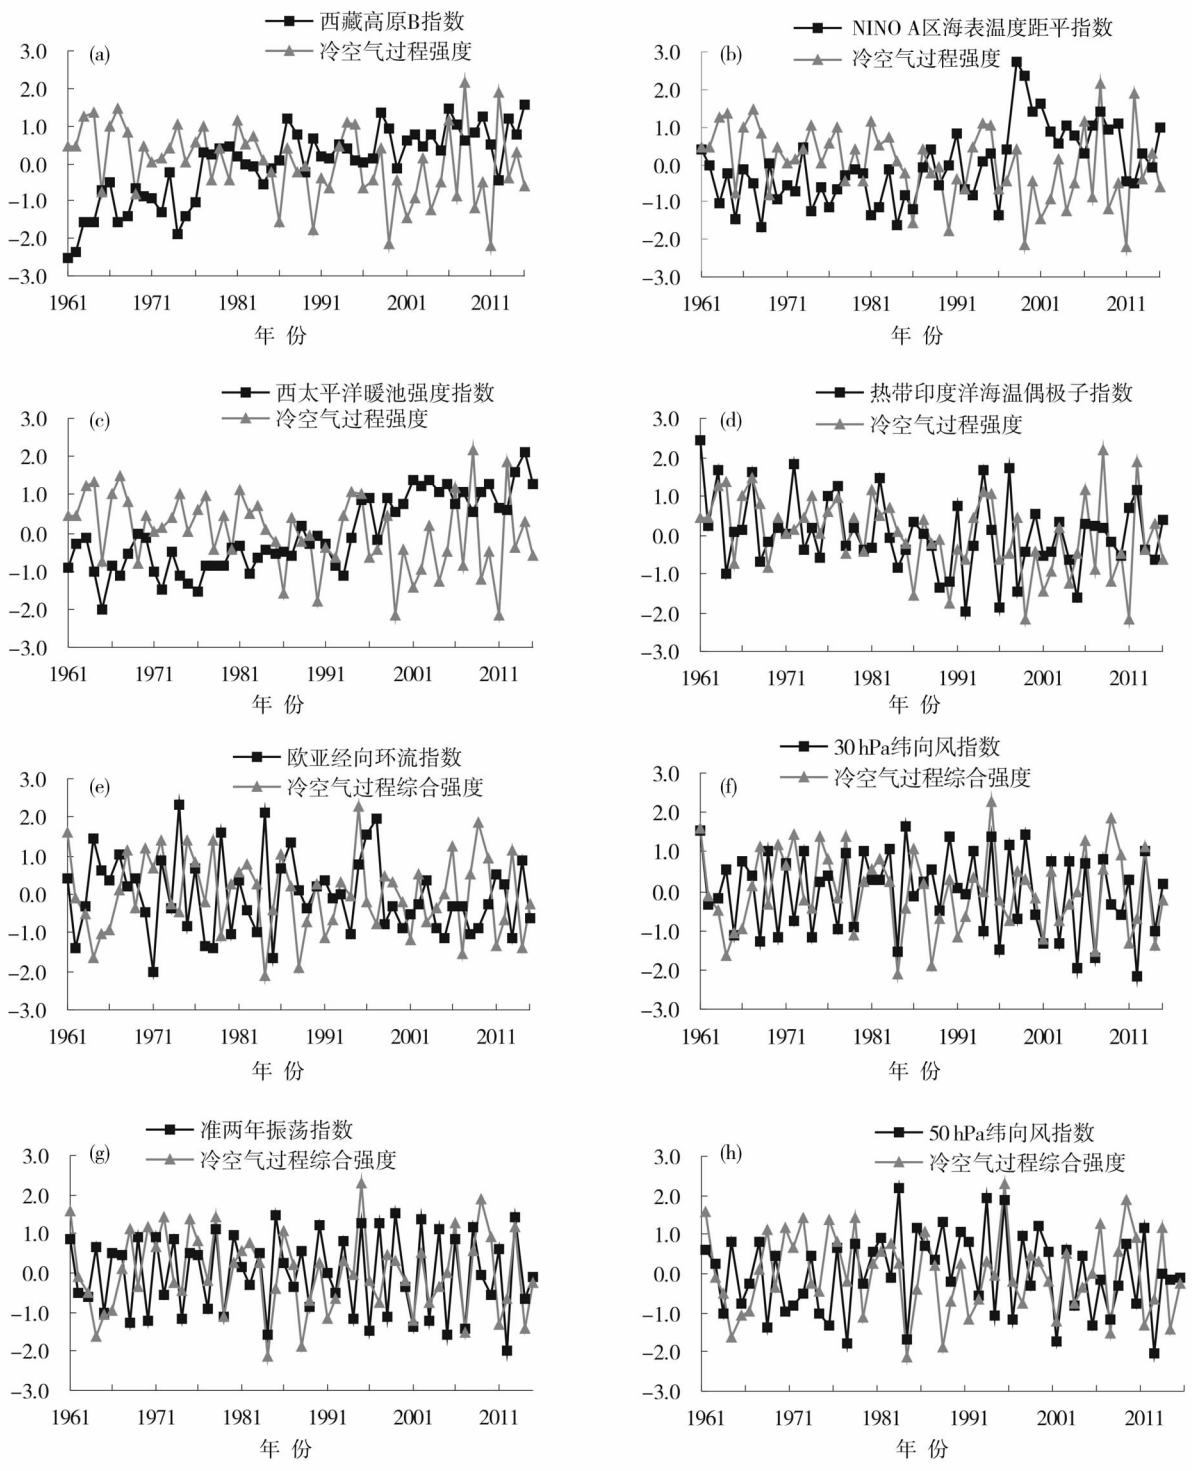 西藏高原B指数
冷空气过程强度
(a)
3.0
2.0
1.0
0.0
−1.0
−2.0
−3.0
1961 1971 1981 1991 2001 2011
年 份
NINO A区海表温度距平指数
冷空气过程强度
(b)
3.0
2.0
1.0
0.0
−1.0
−2.0
−3.0
1961 1971 1981 1991 2001 2011
年 份
西太平洋暖池强度指数
冷空气过程强度
(c)
3.0
2.0
1.0
0.0
−1.0
−2.0
−3.0
1961 1971 1981 1991 2001 2011
年 份
热带印度洋海温偶极子指数
冷空气过程强度
(d)
3.0
2.0
1.0
0.0
−1.0
−2.0
−3.0
1961 1971 1981 1991 2001 2011
年 份
欧亚经向环流指数
冷空气过程综合强度
(e)
3.0
2.0
1.0
0.0
−1.0
−2.0
−3.0
1961 1971 1981 1991 2001 2011
年 份
30 hPa纬向风指数
冷空气过程综合强度
(f)
3.0
2.0
1.0
0.0
−1.0
−2.0
−3.0
1961 1971 1981 1991 2001 2011
年 份
准两年振荡指数
冷空气过程综合强度
(g)
3.0
2.0
1.0
0.0
−1.0
−2.0
−3.0
1961 1971 1981 1991 2001 2011
年 份
50 hPa纬向风指数
冷空气过程综合强度
(h)
3.0
2.0
1.0
0.0
−1.0
−2.0
−3.0
1961 1971 1981 1991 2001 2011
年 份